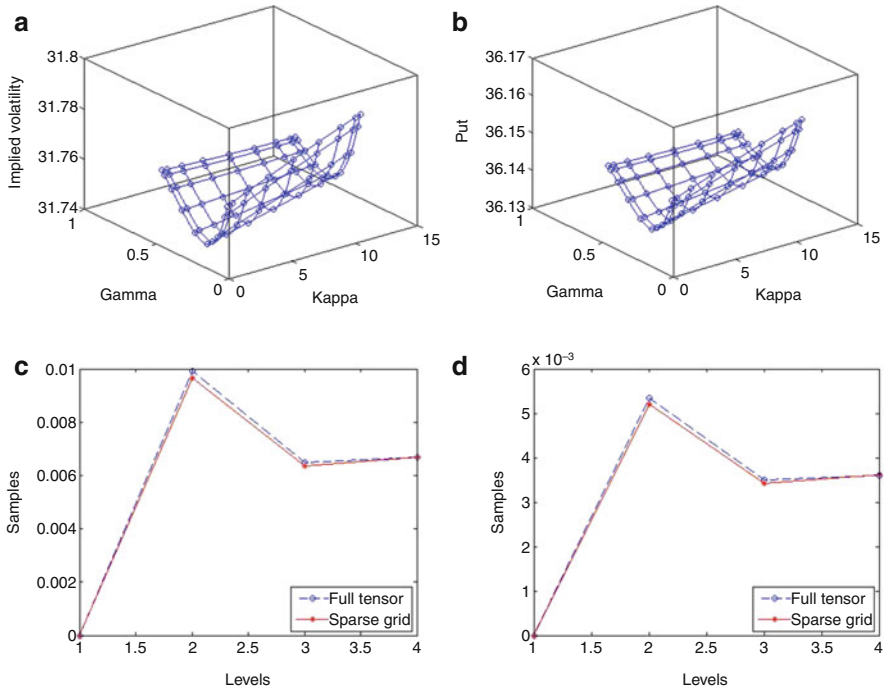 a
31.8
31.78
31.76
31.74
Implied volatility
1
0.5
0
Gamma
0
5
10
15
Kappa
b
36.17
36.16
36.15
36.14
36.13
Put
1
0.5
0
Gamma
0
5
10
15
Kappa
c
0.01
0.008
0.006
0.004
0.002
0
Samples
1
1.5
2
2.5
3
3.5
4
Levels
Full tensor
Sparse grid
d
x 10⁻³
6
5
4
3
2
1
0
Samples
1
1.5
2
2.5
3
3.5
4
Levels
Full tensor
Sparse grid